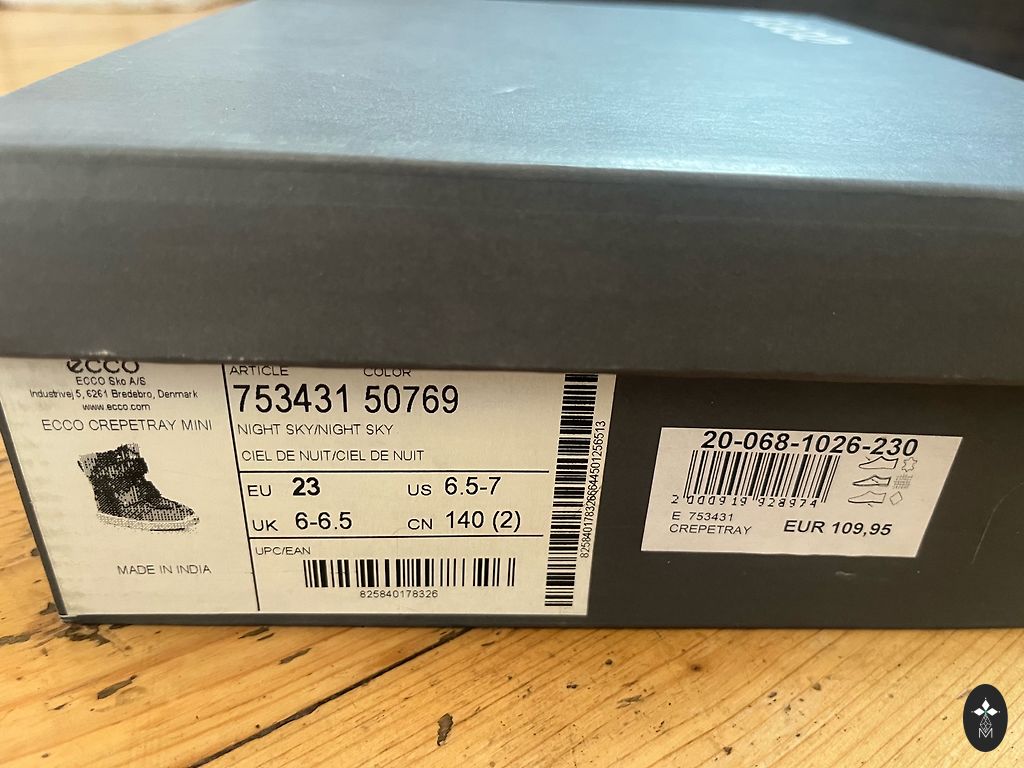 ecco
ECCO Sko A/S
Industrivej 5, 6261 Bredebro, Denmark
www.ecco.com
ECCO CREPETRAY MINI
MADE IN INDIA
ARTICLE COLOR
753431 50769
NIGHT SKY/NIGHT SKY
CIEL DE NUIT/CIEL DE NUIT
EU 23 US 6.5-7
UK 6-6.5 CN 140 (2)
UPC/EAN
825840178326
8258401783266644501256513
20-068-1026-230
2 000919 928974
E 753431
CREPETRAY EUR 109,95
M